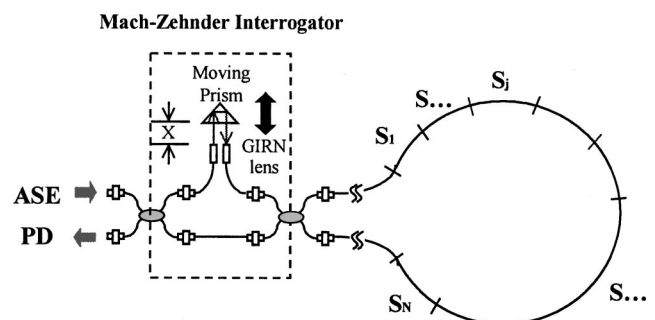 Mach-Zehnder Interrogator
Moving
Prism
X
GIRN
lens
ASE
PD
S1
S...
Sj
S...
SN